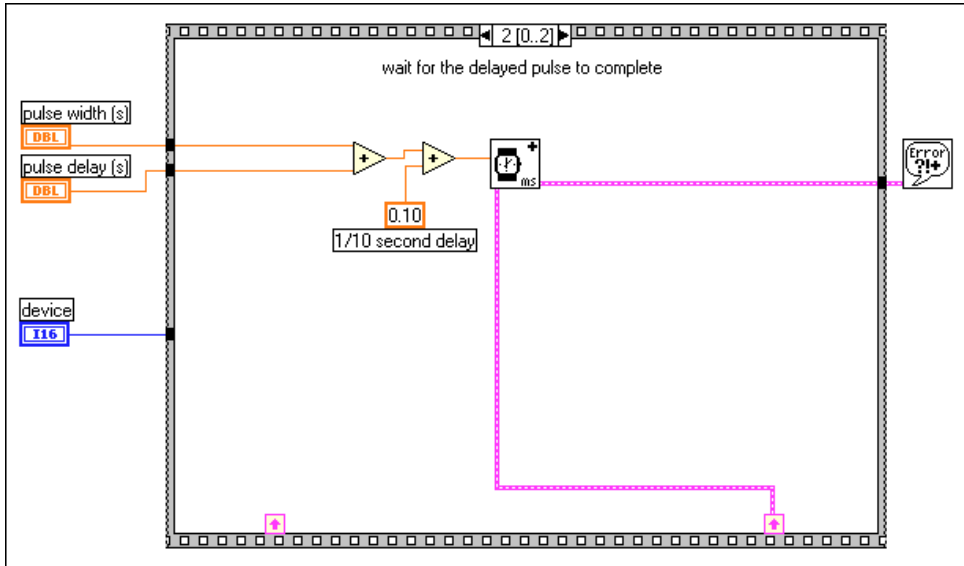 2 [0..2]
wait for the delayed pulse to complete
pulse width (s)
DBL
pulse delay (s)
DBL
0.10
1/10 second delay
ms
Error
?!+
device
I16